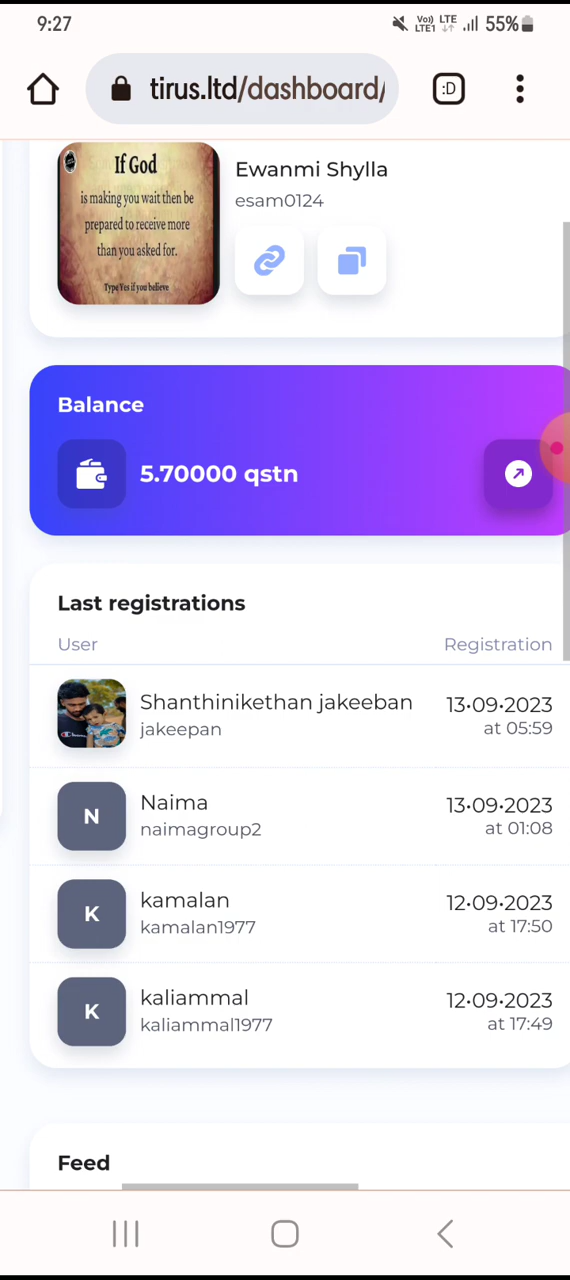 9:27
Vo) LTE
LTE1
55%
tirus.ltd/dashboard/
:D
If God
is making you wait then be
prepared to receive more
than you asked for.
Type Yes if you believe
Ewanmi Shylla
esam0124
Balance
5.70000 qstn
Last registrations
User Registration
Shanthinikethan jakeeban 13•09•2023
jakeepan at 05:59
N
Naima 13•09•2023
naimagroup2 at 01:08
K
kamalan 12•09•2023
kamalan1977 at 17:50
K
kaliammal 12•09•2023
kaliammal1977 at 17:49
Feed